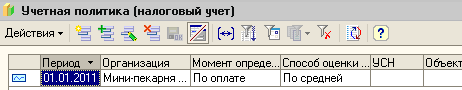 Учетная политика (налоговый учет)
Действия
Период Организация Момент опреде... Способ оценки ... УСН Объект
01.01.2011 Мини-пекарня ... По оплате По средней